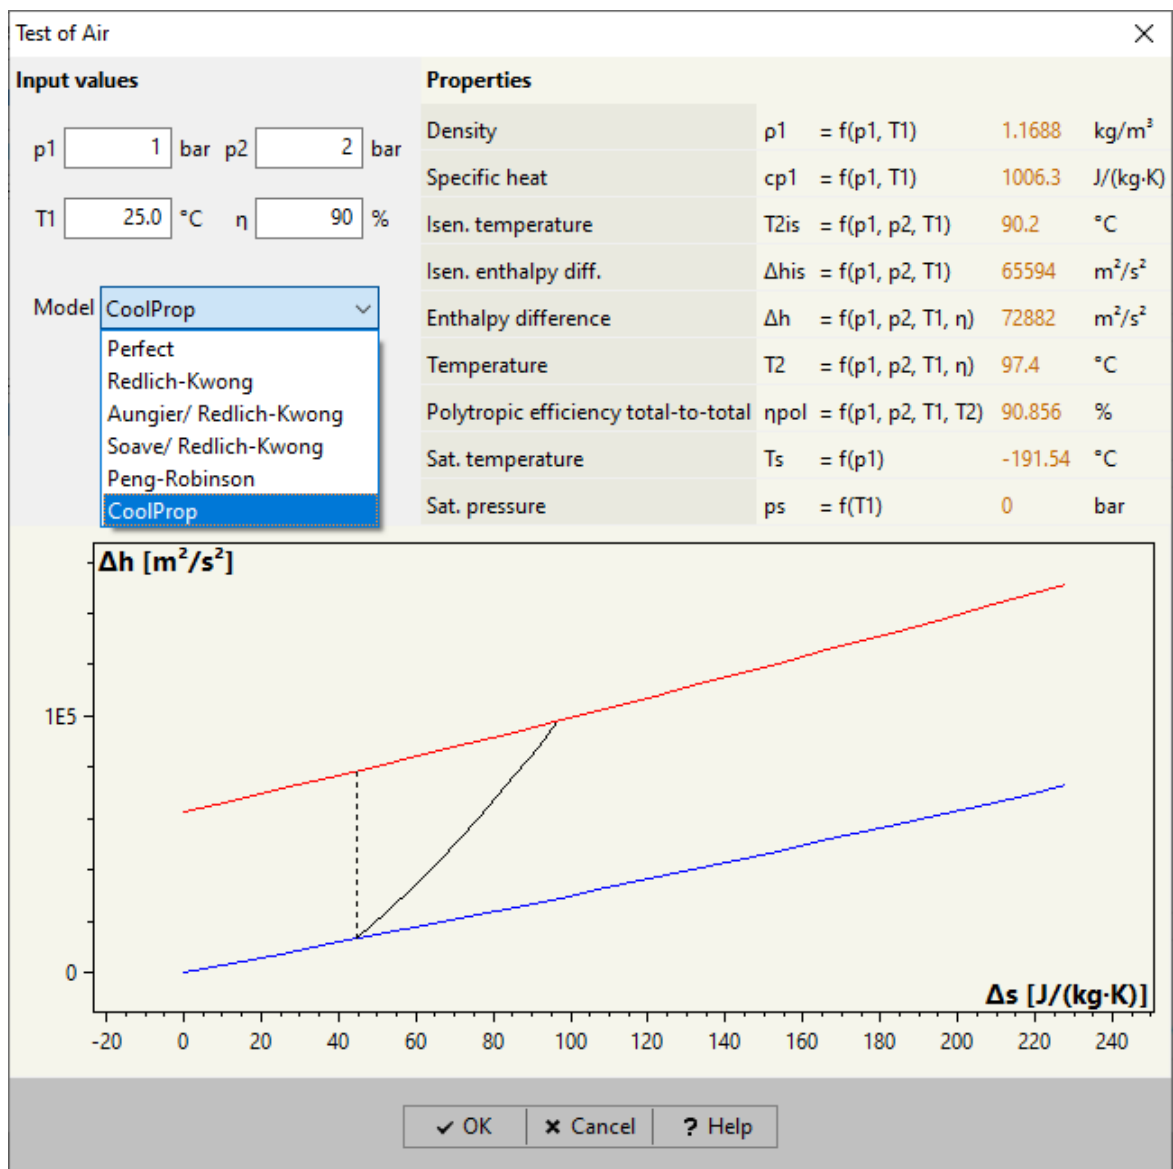 Test of Air
Input values
p1 1 bar p2 2 bar
T1 25.0 °C η 90 %
Model CoolProp
Perfect
Redlich-Kwong
Aungier/ Redlich-Kwong
Soave/ Redlich-Kwong
Peng-Robinson
CoolProp
Properties
Density ρ1 = f(p1, T1) 1.1688 kg/m³
Specific heat cp1 = f(p1, T1) 1006.3 J/(kg·K)
Isen. temperature T2is = f(p1, p2, T1) 90.2 °C
Isen. enthalpy diff. Δhis = f(p1, p2, T1) 65594 m²/s²
Enthalpy difference Δh = f(p1, p2, T1, η) 72882 m²/s²
Temperature T2 = f(p1, p2, T1, η) 97.4 °C
Polytropic efficiency total-to-total ηpol = f(p1, p2, T1, T2) 90.856 %
Sat. temperature Ts = f(p1) -191.54 °C
Sat. pressure ps = f(T1) 0 bar
Δh [m²/s²]
1E5
0
Δs [J/(kg·K)]
-20 0 20 40 60 80 100 120 140 160 180 200 220 240
OK Cancel ? Help